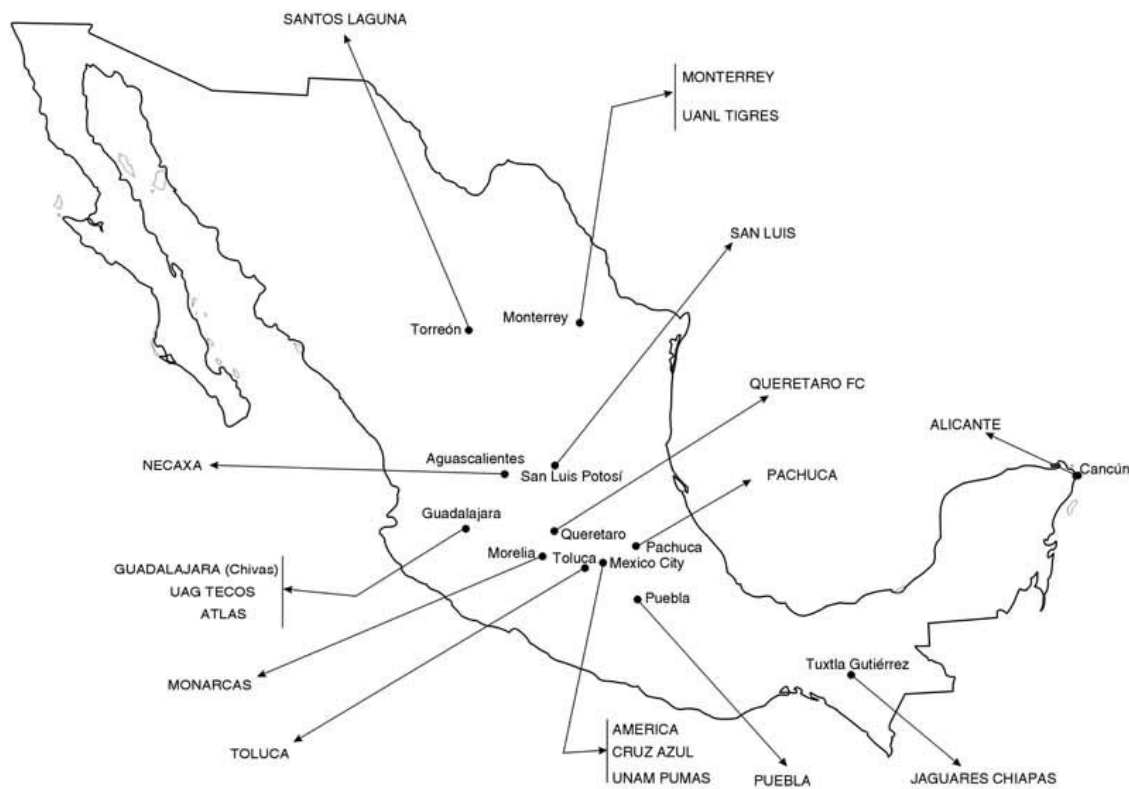 SANTOS LAGUNA
MONTERREY
UANL TIGRES
SAN LUIS
Torreón
Monterrey
QUERETARO FC
ALICANTE
NECAXA
Aguascalientes
San Luis Potosí
PACHUCA
Cancún
Guadalajara
Queretaro
Morelia
Toluca
Pachuca
Mexico City
GUADALAJARA (Chivas)
UAG TECOS
ATLAS
Puebla
Tuxtla Gutiérrez
MONARCAS
TOLUCA
AMERICA
CRUZ AZUL
UNAM PUMAS
PUEBLA
JAGUARES CHIAPAS